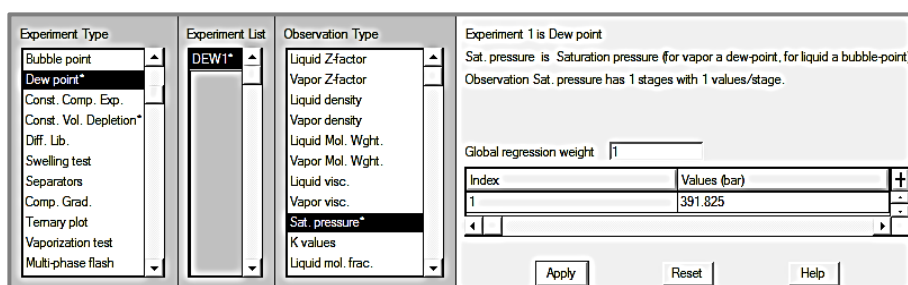 Experiment Type
Bubble point
Dew point*
Const. Comp. Exp.
Const. Vol. Depletion*
Diff. Lib.
Swelling test
Separators
Comp. Grad.
Ternary plot
Vaporization test
Multi-phase flash
Experiment List
DEW1*
Observation Type
Liquid Z-factor
Vapor Z-factor
Liquid density
Vapor density
Liquid Mol. Wght.
Vapor Mol. Wght.
Liquid visc.
Vapor visc.
Sat. pressure*
K values
Liquid mol. frac.
Experiment 1 is Dew point
Sat. pressure is Saturation pressure (for vapor a dew-point, for liquid a bubble-point)
Observation Sat. pressure has 1 stages with 1 values/stage.
Global regression weight 1
Index Values (bar) +
1 391.825
Apply Reset Help